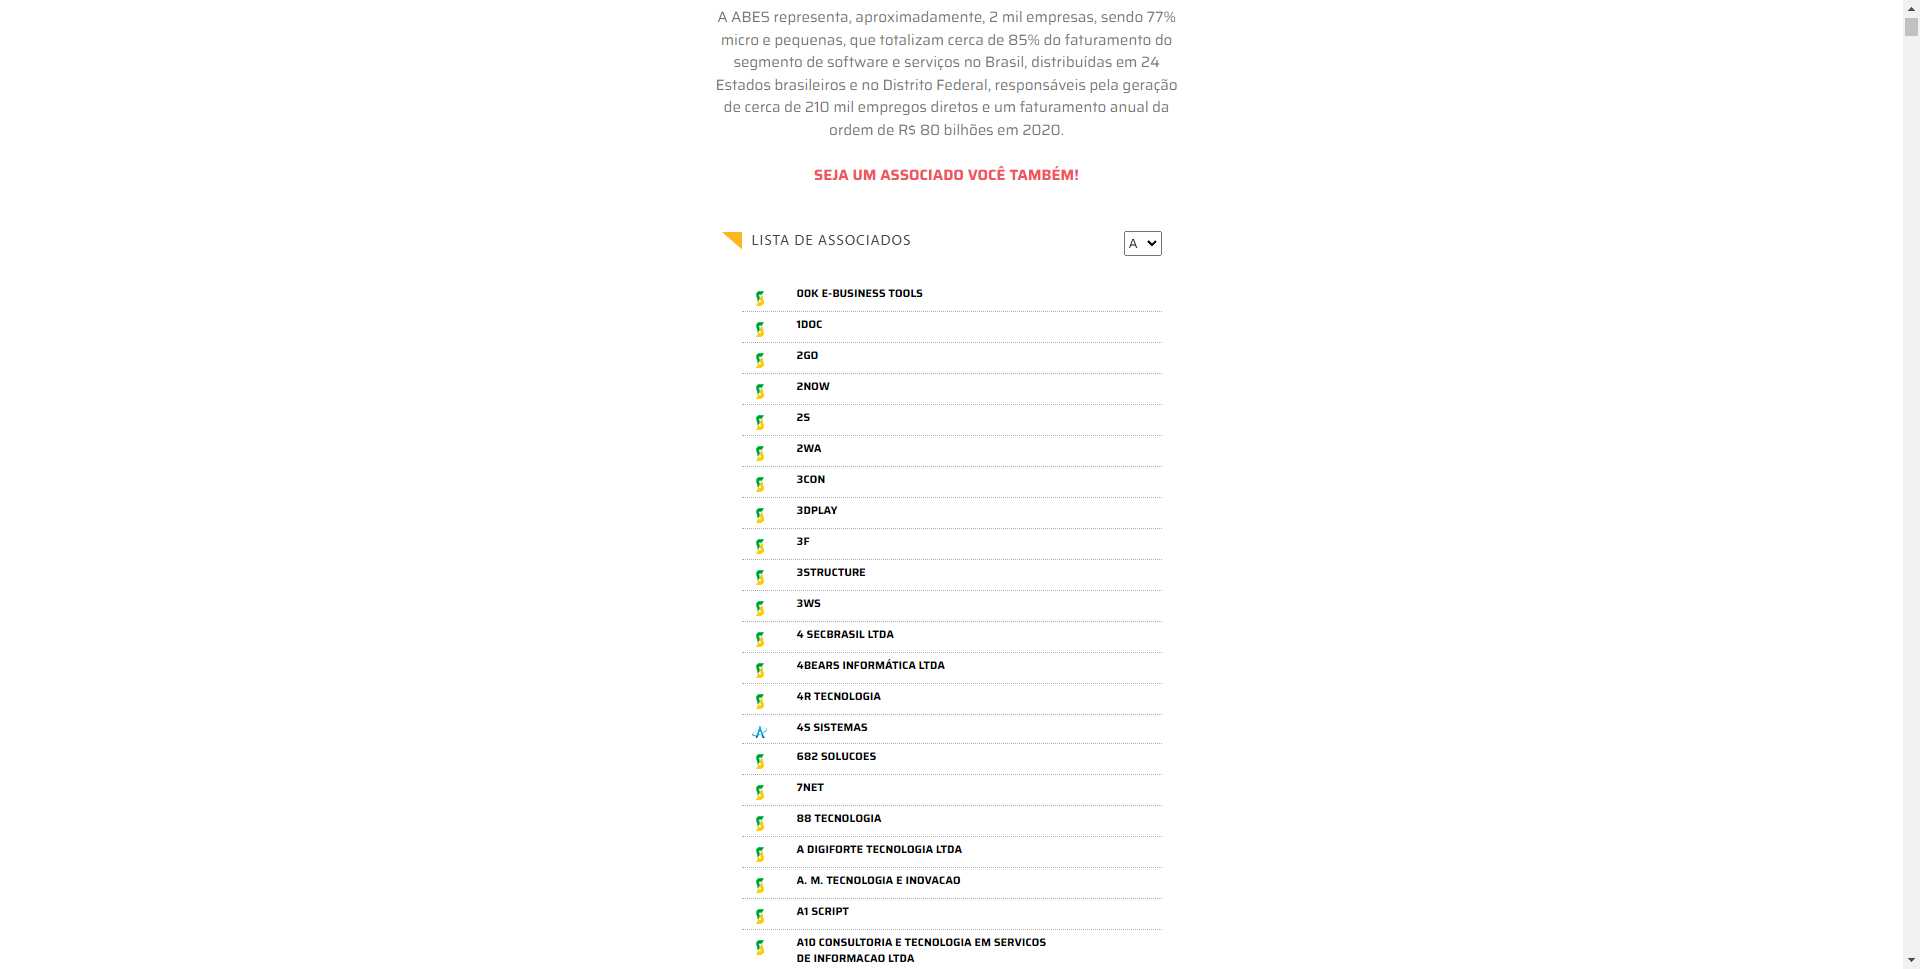 A ABES representa, aproximadamente, 2 mil empresas, sendo 77%
micro e pequenas, que totalizam cerca de 85% do faturamento do
segmento de software e serviços no Brasil, distribuídas em 24
Estados brasileiros e no Distrito Federal, responsáveis pela geração
de cerca de 210 mil empregos diretos e um faturamento anual da
ordem de R$ 80 bilhões em 2020.
SEJA UM ASSOCIADO VOCÊ TAMBÉM!
LISTA DE ASSOCIADOS
A
00K E-BUSINESS TOOLS
1DOC
2GO
2NOW
2S
2WA
3CON
3DPLAY
3F
3STRUCTURE
3WS
4 SECBRASIL LTDA
4BEARS INFORMÁTICA LTDA
4R TECNOLOGIA
4S SISTEMAS
682 SOLUCOES
7NET
88 TECNOLOGIA
A DIGIFORTE TECNOLOGIA LTDA
A. M. TECNOLOGIA E INOVACAO
A1 SCRIPT
A10 CONSULTORIA E TECNOLOGIA EM SERVICOS
DE INFORMACAO LTDA